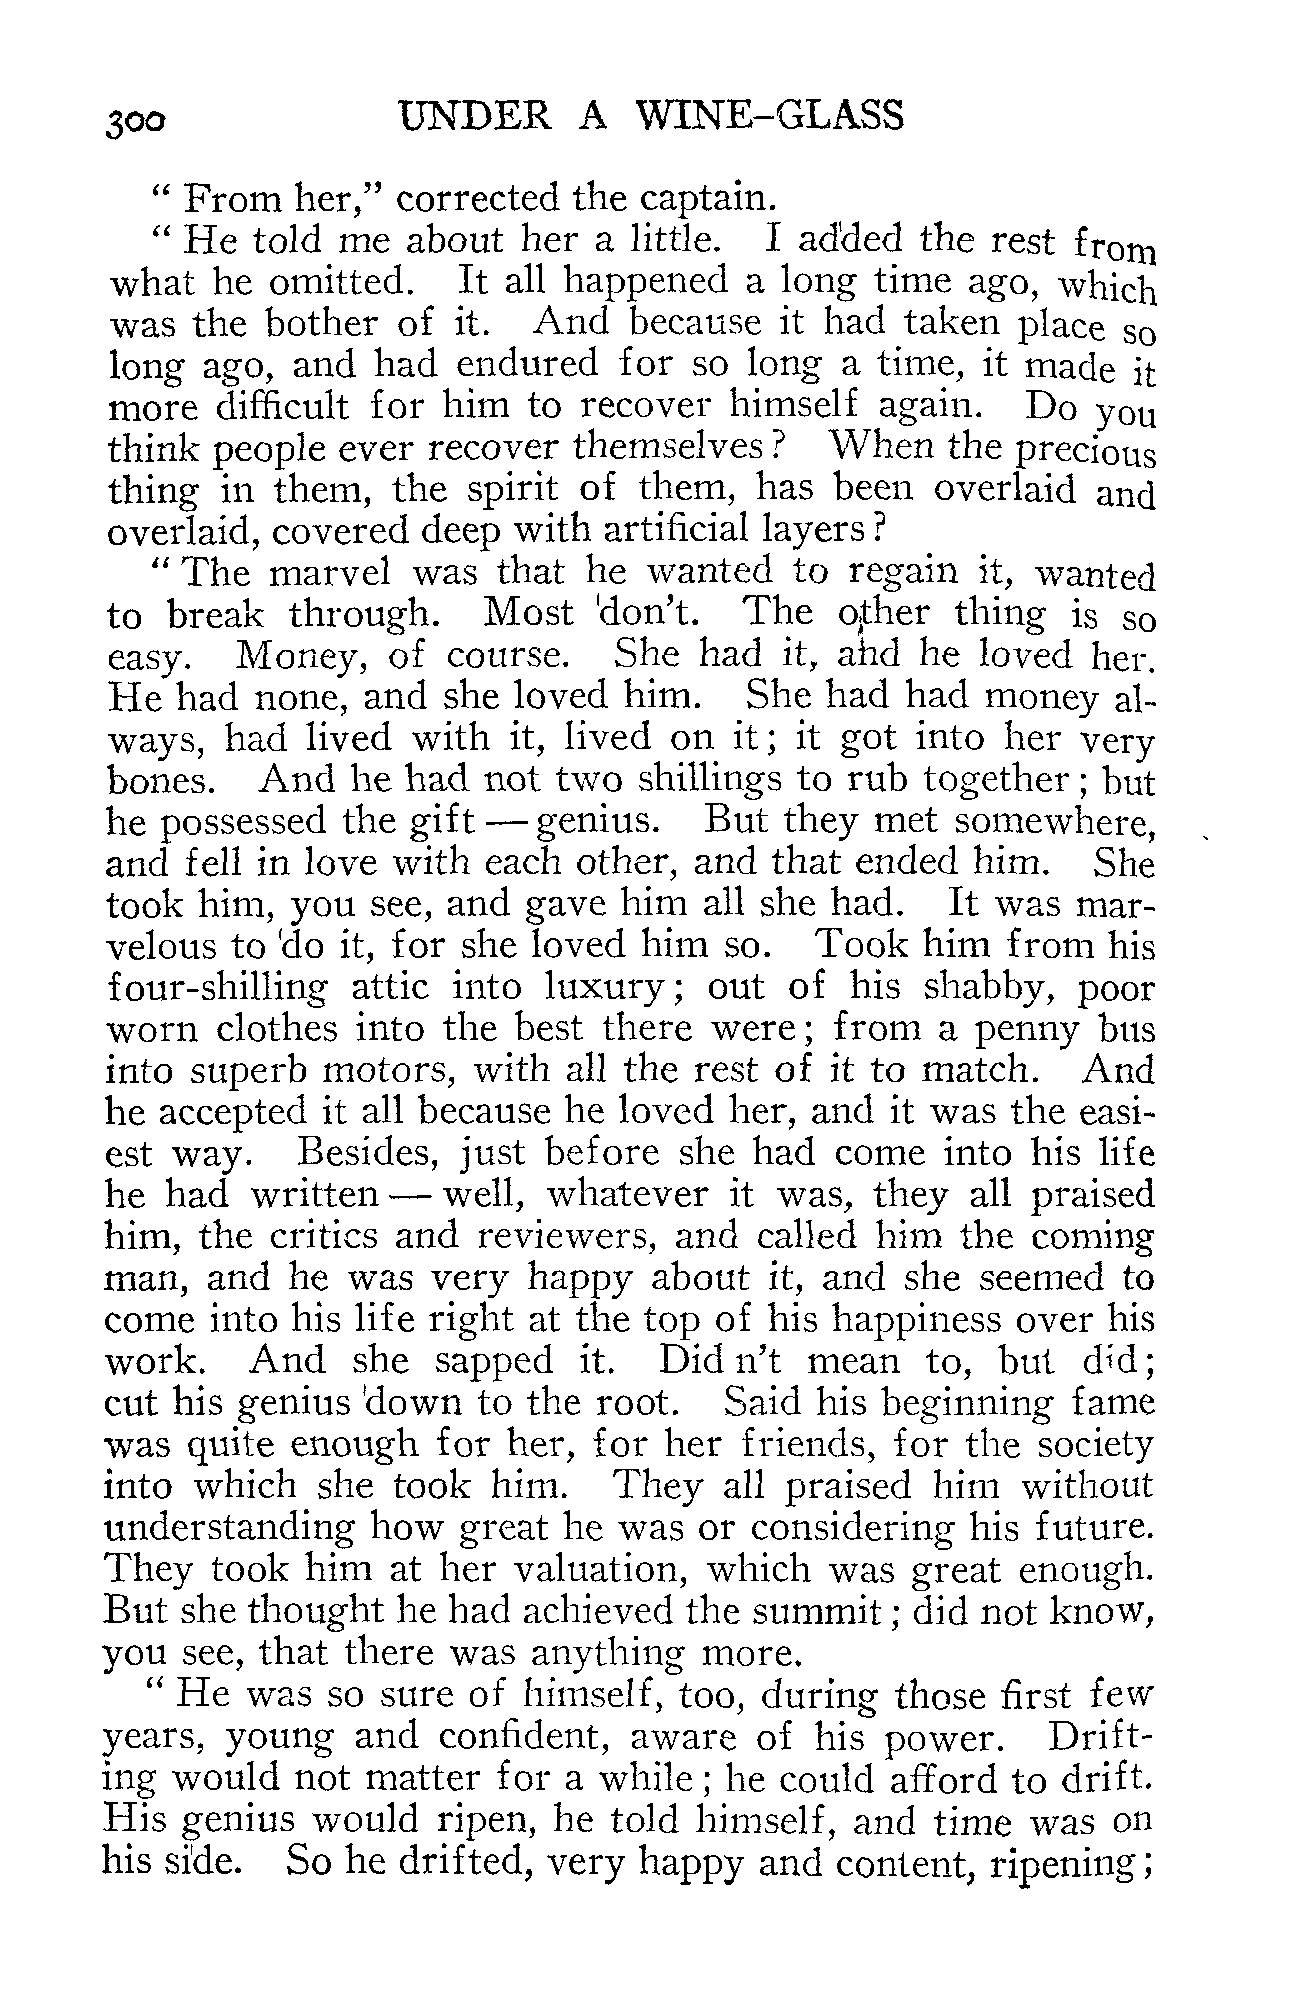 300 UNDER A WINE-GLASS
" From her," corrected the captain.
" He told me about her a little. I added the rest from
what he omitted. It all happened a long time ago, which
was the bother of it. And because it had taken place so
long ago, and had endured for so long a time, it made it
more difficult for him to recover himself again. Do you
think people ever recover themselves? When the precious
thing in them, the spirit of them, has been overlaid and
overlaid, covered deep with artificial layers?
" The marvel was that he wanted to regain it, wanted
to break through. Most don't. The other thing is so
easy. Money, of course. She had it, and he loved her.
He had none, and she loved him. She had had money al-
ways, had lived with it, lived on it; it got into her very
bones. And he had not two shillings to rub together; but
he possessed the gift — genius. But they met somewhere,
and fell in love with each other, and that ended him. She
took him, you see, and gave him all she had. It was mar-
velous to do it, for she loved him so. Took him from his
four-shilling attic into luxury; out of his shabby, poor
worn clothes into the best there were; from a penny bus
into superb motors, with all the rest of it to match. And
he accepted it all because he loved her, and it was the easi-
est way. Besides, just before she had come into his life
he had written — well, whatever it was, they all praised
him, the critics and reviewers, and called him the coming
man, and he was very happy about it, and she seemed to
come into his life right at the top of his happiness over his
work. And she sapped it. Did n't mean to, but did;
cut his genius down to the root. Said his beginning fame
was quite enough for her, for her friends, for the society
into which she took him. They all praised him without
understanding how great he was or considering his future.
They took him at her valuation, which was great enough.
But she thought he had achieved the summit; did not know,
you see, that there was anything more.
" He was so sure of himself, too, during those first few
years, young and confident, aware of his power. Drift-
ing would not matter for a while; he could afford to drift.
His genius would ripen, he told himself, and time was on
his side. So he drifted, very happy and content, ripening;